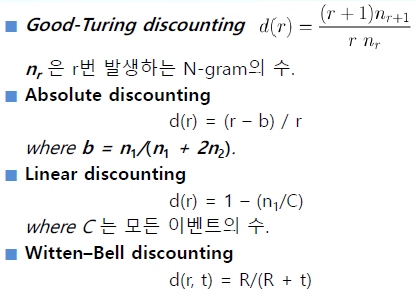 ■ Good-Turing discounting d(r) = (r + 1)n_{r+1} / r n_r
n_r 은 r번 발생하는 N-gram의 수.
■ Absolute discounting
d(r) = (r – b) / r
where b = n₁/(n₁ + 2n₂).
■ Linear discounting
d(r) = 1 – (n₁/C)
where C 는 모든 이벤트의 수.
■ Witten–Bell discounting
d(r, t) = R/(R + t)